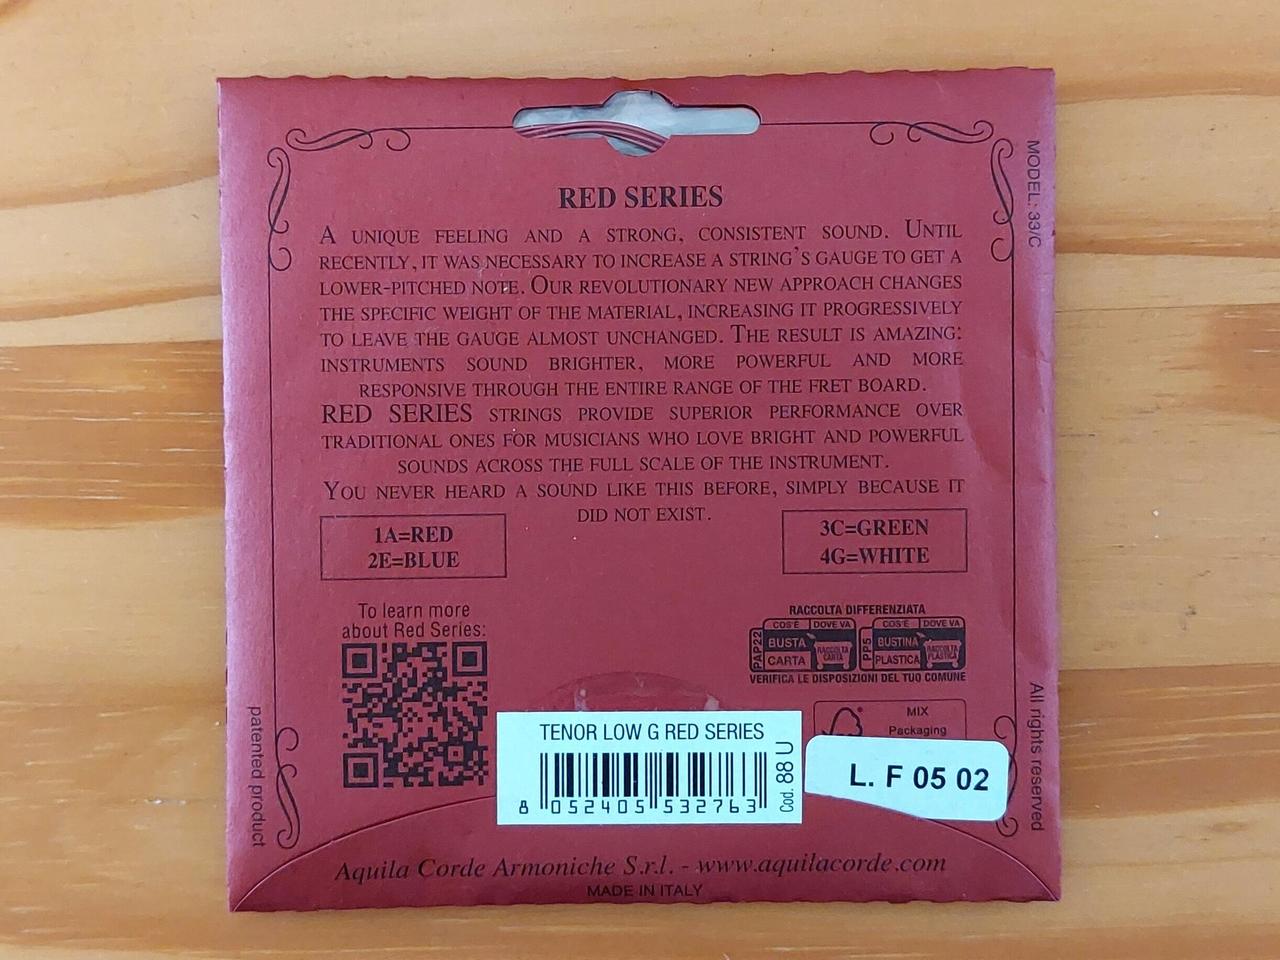 MODEL: 33/C
RED SERIES
A UNIQUE FEELING AND A STRONG, CONSISTENT SOUND. UNTIL
RECENTLY, IT WAS NECESSARY TO INCREASE A STRING'S GAUGE TO GET A
LOWER-PITCHED NOTE. OUR REVOLUTIONARY NEW APPROACH CHANGES
THE SPECIFIC WEIGHT OF THE MATERIAL, INCREASING IT PROGRESSIVELY
TO LEAVE THE GAUGE ALMOST UNCHANGED. THE RESULT IS AMAZING:
INSTRUMENTS SOUND BRIGHTER, MORE POWERFUL AND MORE
RESPONSIVE THROUGH THE ENTIRE RANGE OF THE FRET BOARD.
RED SERIES STRINGS PROVIDE SUPERIOR PERFORMANCE OVER
TRADITIONAL ONES FOR MUSICIANS WHO LOVE BRIGHT AND POWERFUL
SOUNDS ACROSS THE FULL SCALE OF THE INSTRUMENT.
YOU NEVER HEARD A SOUND LIKE THIS BEFORE, SIMPLY BECAUSE IT
DID NOT EXIST.
1A=RED
2E=BLUE
3C=GREEN
4G=WHITE
To learn more
about Red Series:
RACCOLTA DIFFERENZIATA
COS'È DOVE VA
PAP22
BUSTA
CARTA
RACCOLTA
CARTA
COS'È DOVE VA
PP5
BUSTINA
PLASTICA
RACCOLTA
PLASTICA
VERIFICA LE DISPOSIZIONI DEL TUO COMUNE
MIX
Packaging
TENOR LOW G RED SERIES
8 052405 532763
Cod. 88 U
L. F 05 02
patented product
All rights reserved
Aquila Corde Armoniche S.r.l. - www.aquilacorde.com
MADE IN ITALY